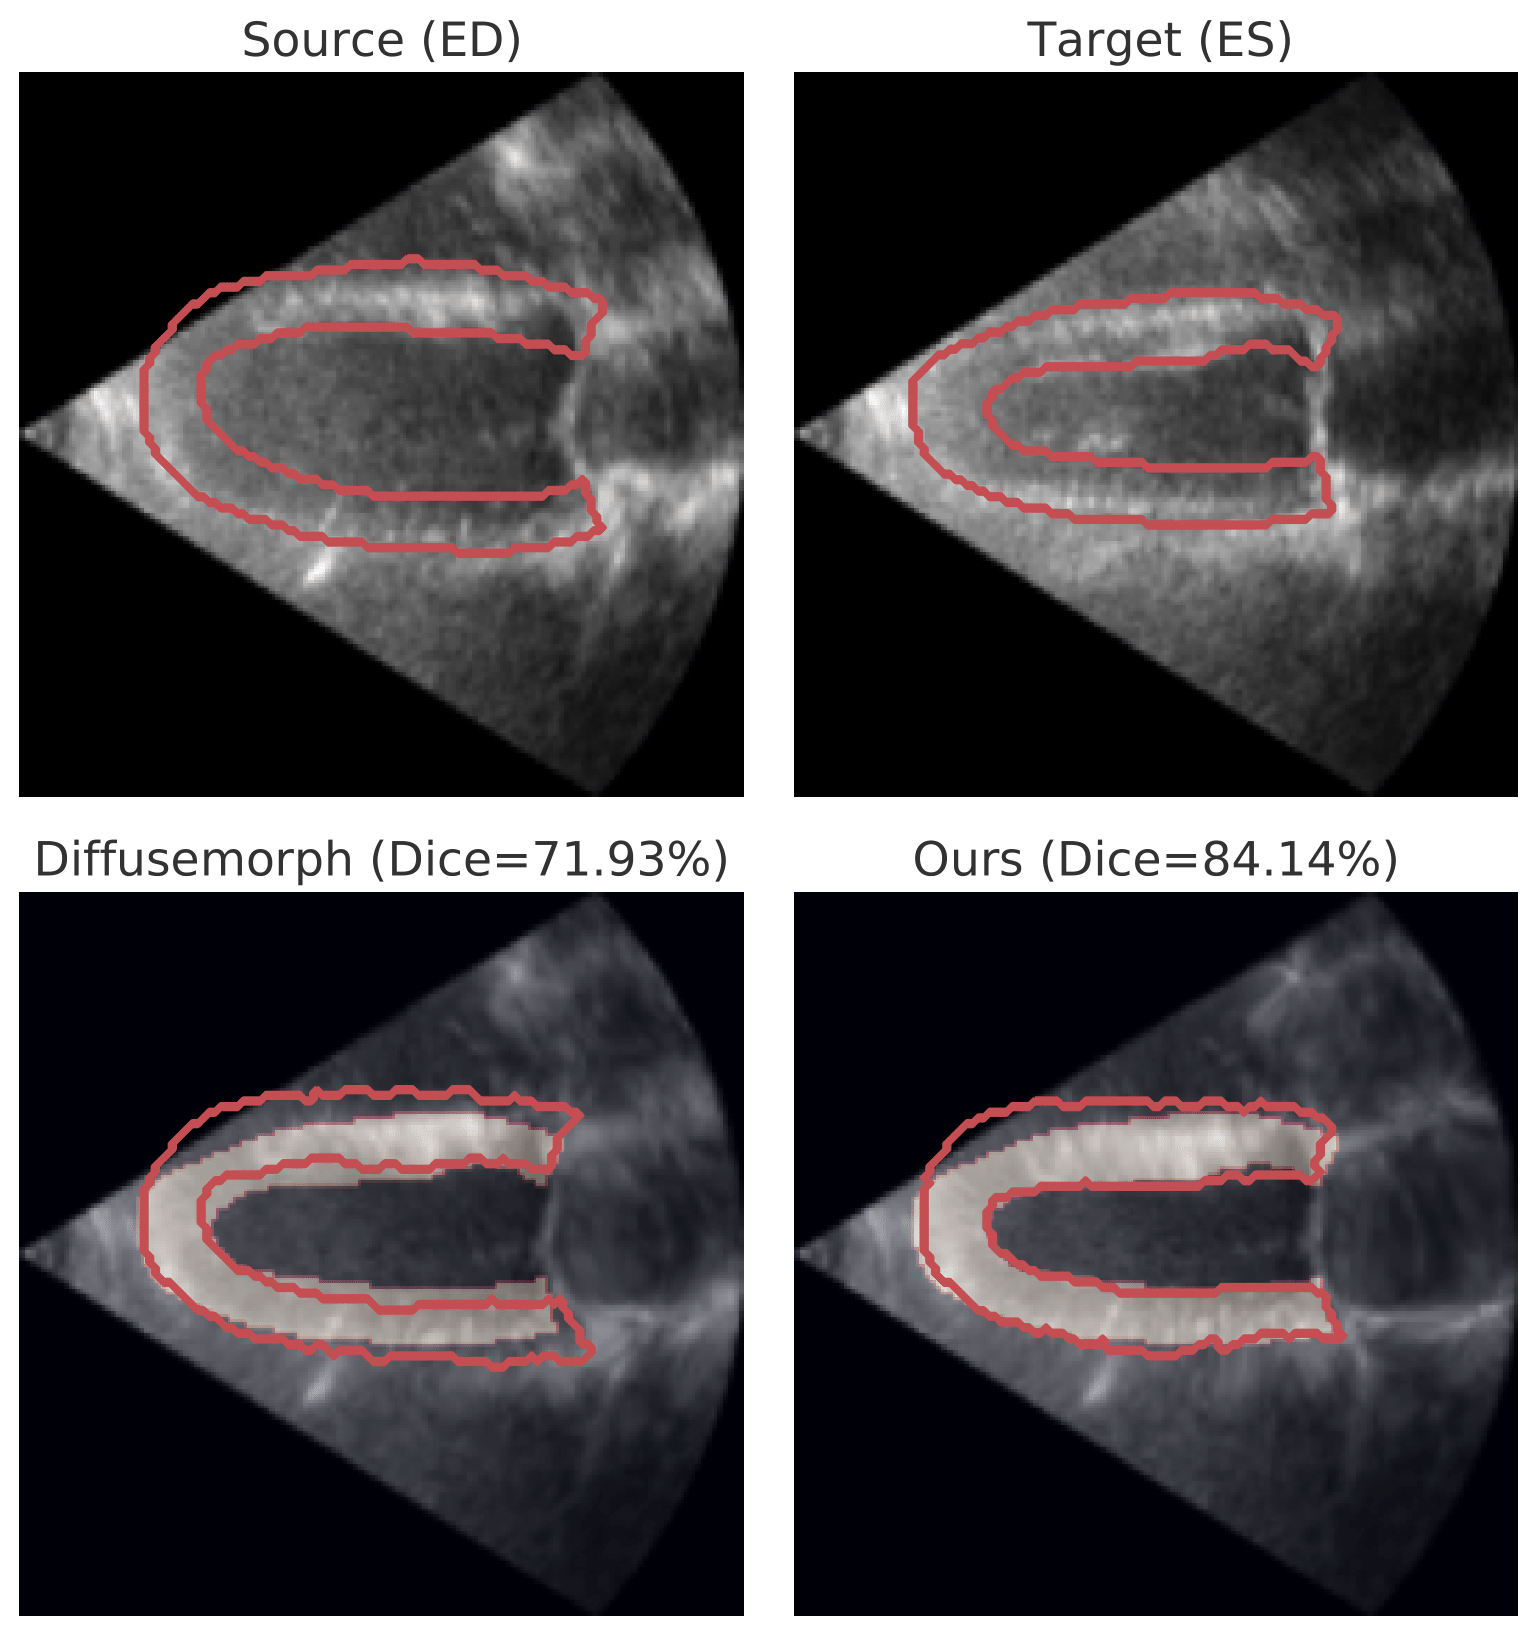 Source (ED)
Target (ES)
Diffusemorph (Dice=71.93%)
Ours (Dice=84.14%)